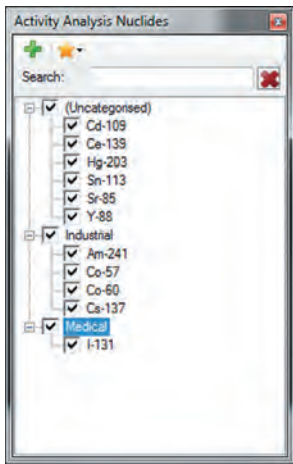 Activity Analysis Nuclides
Search:
(Uncategorised)
Cd-109
Ce-139
Hg-203
Sn-113
Sr-85
Y-88
Industrial
Am-241
Co-57
Co-60
Cs-137
Medical
I-131